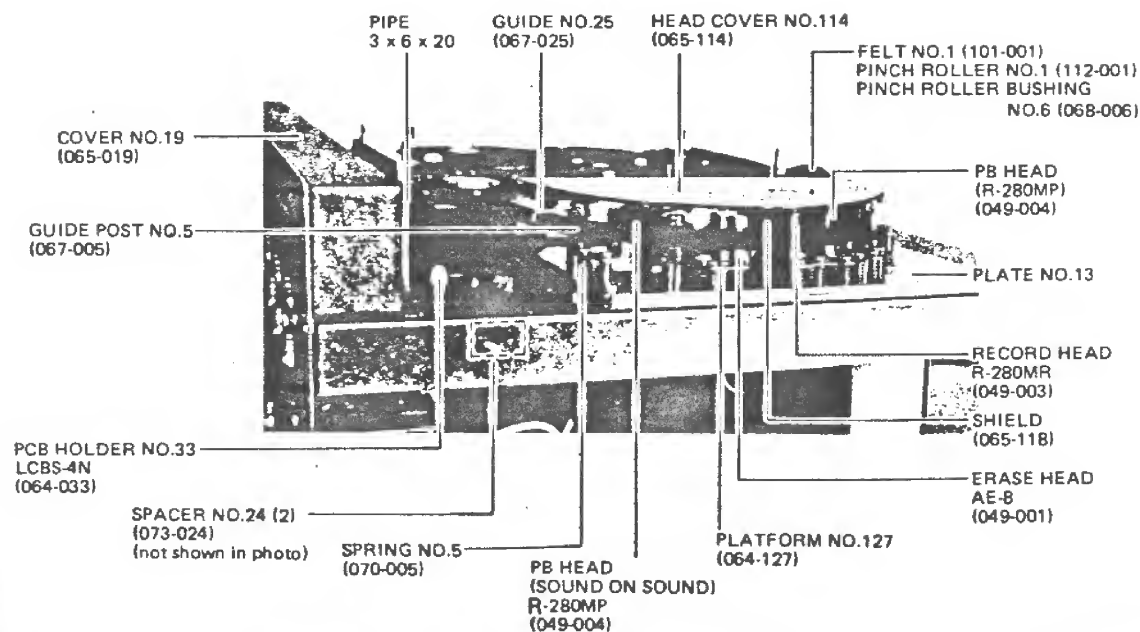 PIPE
3 x 6 x 20
GUIDE NO.25
(067-025)
HEAD COVER NO.114
(065-114)
FELT NO.1 (101-001)
PINCH ROLLER NO.1 (112-001)
PINCH ROLLER BUSHING
NO.6 (068-006)
COVER NO.19
(065-019)
PB HEAD
(R-280MP)
(049-004)
GUIDE POST NO.5
(067-005)
PLATE NO.13
RECORD HEAD
R-280MR
(049-003)
SHIELD
(065-118)
PCB HOLDER NO.33
LCBS-4N
(064-033)
ERASE HEAD
AE-8
(049-001)
SPACER NO.24 (2)
(073-024)
(not shown in photo)
SPRING NO.5
(070-005)
PB HEAD
(SOUND ON SOUND)
R-280MP
(049-004)
PLATFORM NO.127
(064-127)